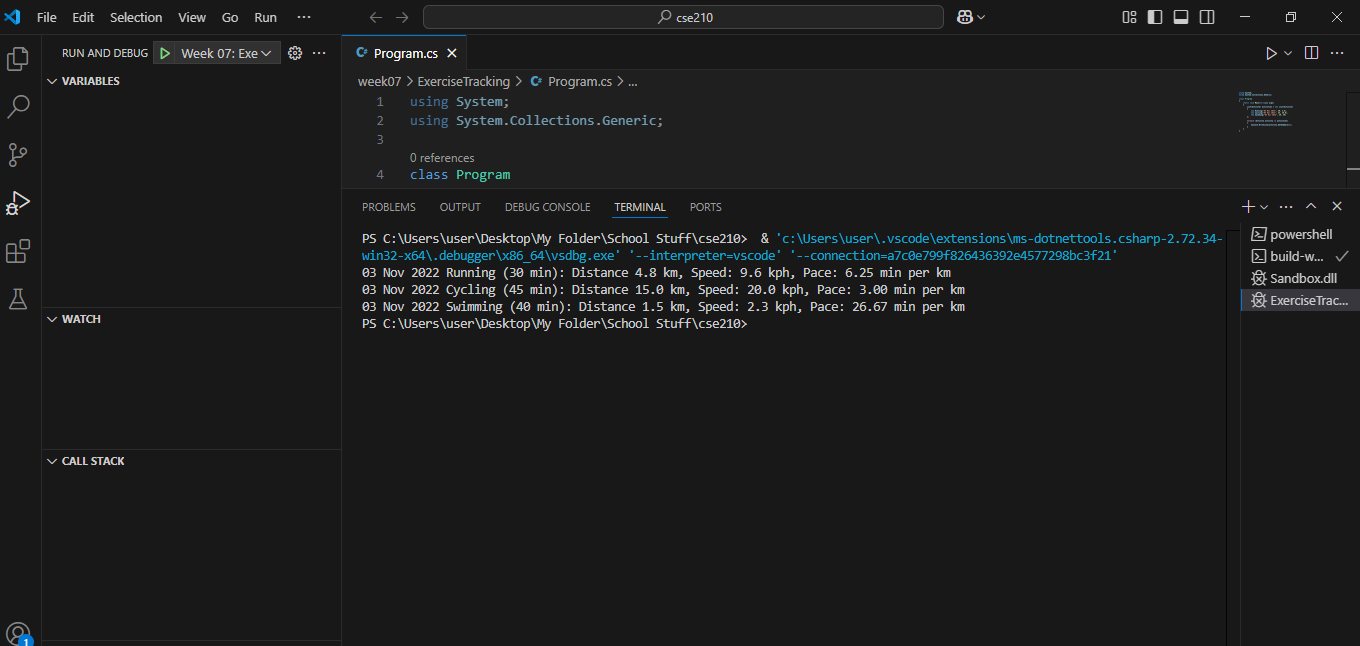 File Edit Selection View Go Run ···
cse210
RUN AND DEBUG Week 07: Exe ···
VARIABLES
WATCH
CALL STACK
1
Program.cs
week07 > ExerciseTracking > Program.cs > ...
1 using System;
2 using System.Collections.Generic;
3
0 references
4 class Program
PROBLEMS OUTPUT DEBUG CONSOLE TERMINAL PORTS
PS C:\Users\user\Desktop\My Folder\School Stuff\cse210>  & 'c:\Users\user\.vscode\extensions\ms-dotnettools.csharp-2.72.34-
win32-x64\.debugger\x86_64\vsdbg.exe' '--interpreter=vscode' '--connection=a7c0e799f826436392e4577298bc3f21'
03 Nov 2022 Running (30 min): Distance 4.8 km, Speed: 9.6 kph, Pace: 6.25 min per km
03 Nov 2022 Cycling (45 min): Distance 15.0 km, Speed: 20.0 kph, Pace: 3.00 min per km
03 Nov 2022 Swimming (40 min): Distance 1.5 km, Speed: 2.3 kph, Pace: 26.67 min per km
PS C:\Users\user\Desktop\My Folder\School Stuff\cse210>
powershell
build-w...
Sandbox.dll
ExerciseTrac...